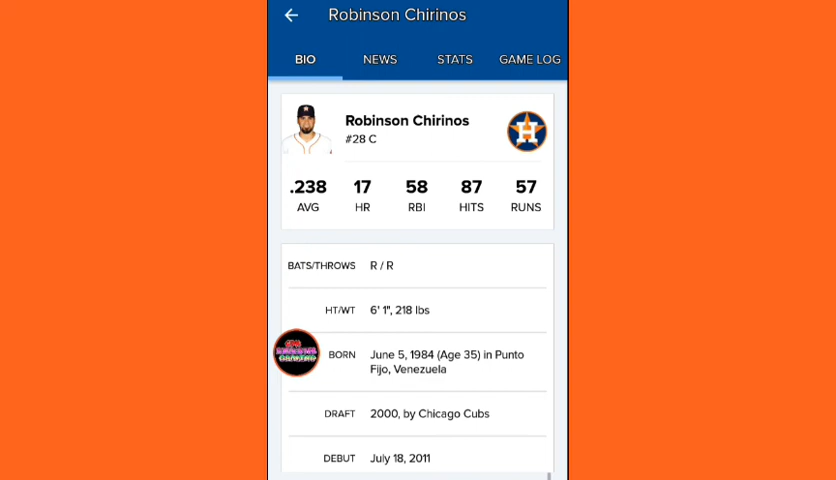 Robinson Chirinos
BIO NEWS STATS GAME LOG
Robinson Chirinos
#28 C
H
.238 17 58 87 57
AVG HR RBI HITS RUNS
BATS/THROWS R / R
HT/WT 6' 1", 218 lbs
BORN June 5, 1984 (Age 35) in Punto
Fijo, Venezuela
DRAFT 2000, by Chicago Cubs
DEBUT July 18, 2011